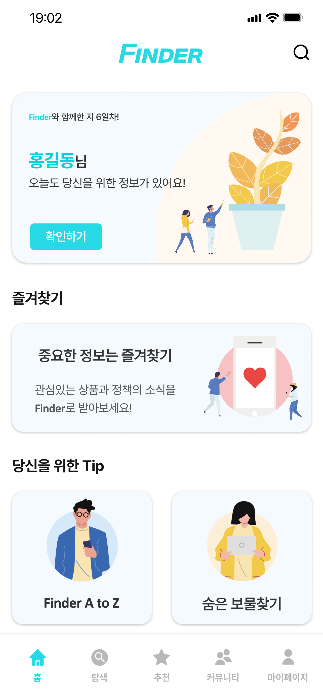 19:02
FINDER
Finder와 함께한 지 6일차!
홍길동님
오늘도 당신을 위한 정보가 있어요!
확인하기
즐겨찾기
중요한 정보는 즐겨찾기
관심있는 상품과 정책의 소식을
Finder로 받아보세요!
당신을 위한 Tip
Finder A to Z
숨은 보물찾기
홈
탐색
추천
커뮤니티
마이페이지